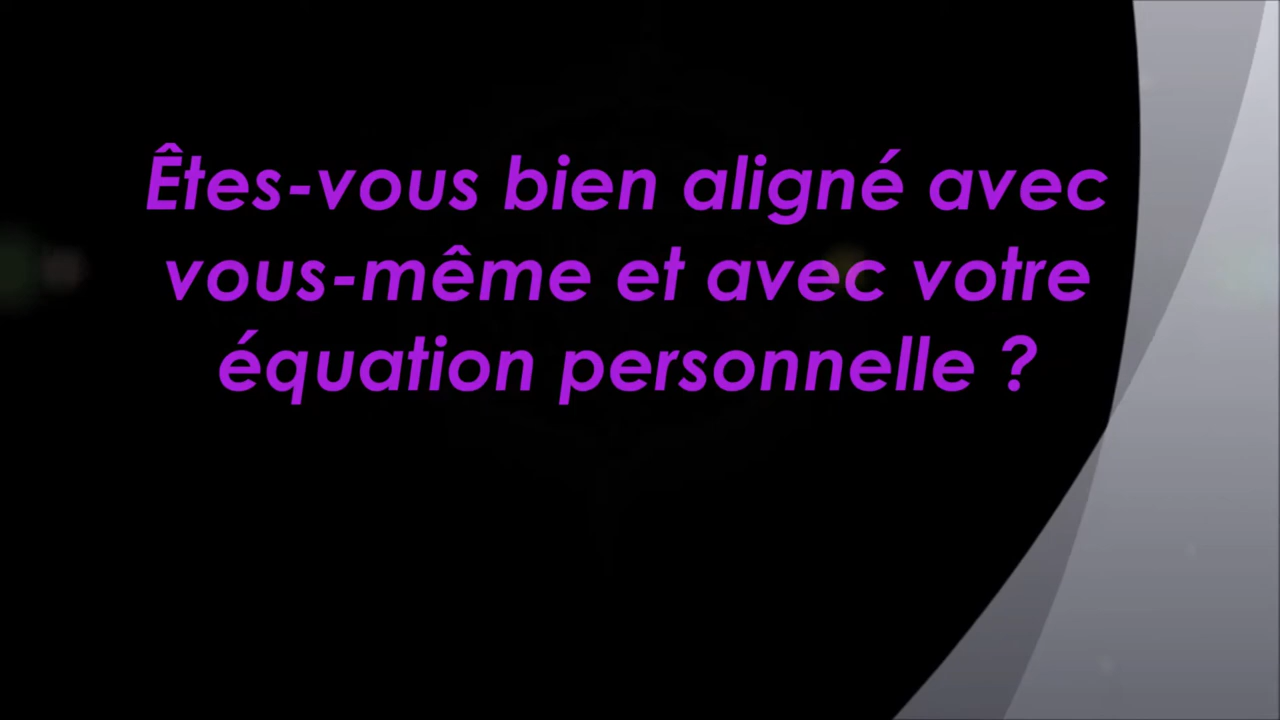 Êtes-vous bien aligné avec
vous-même et avec votre
équation personnelle ?